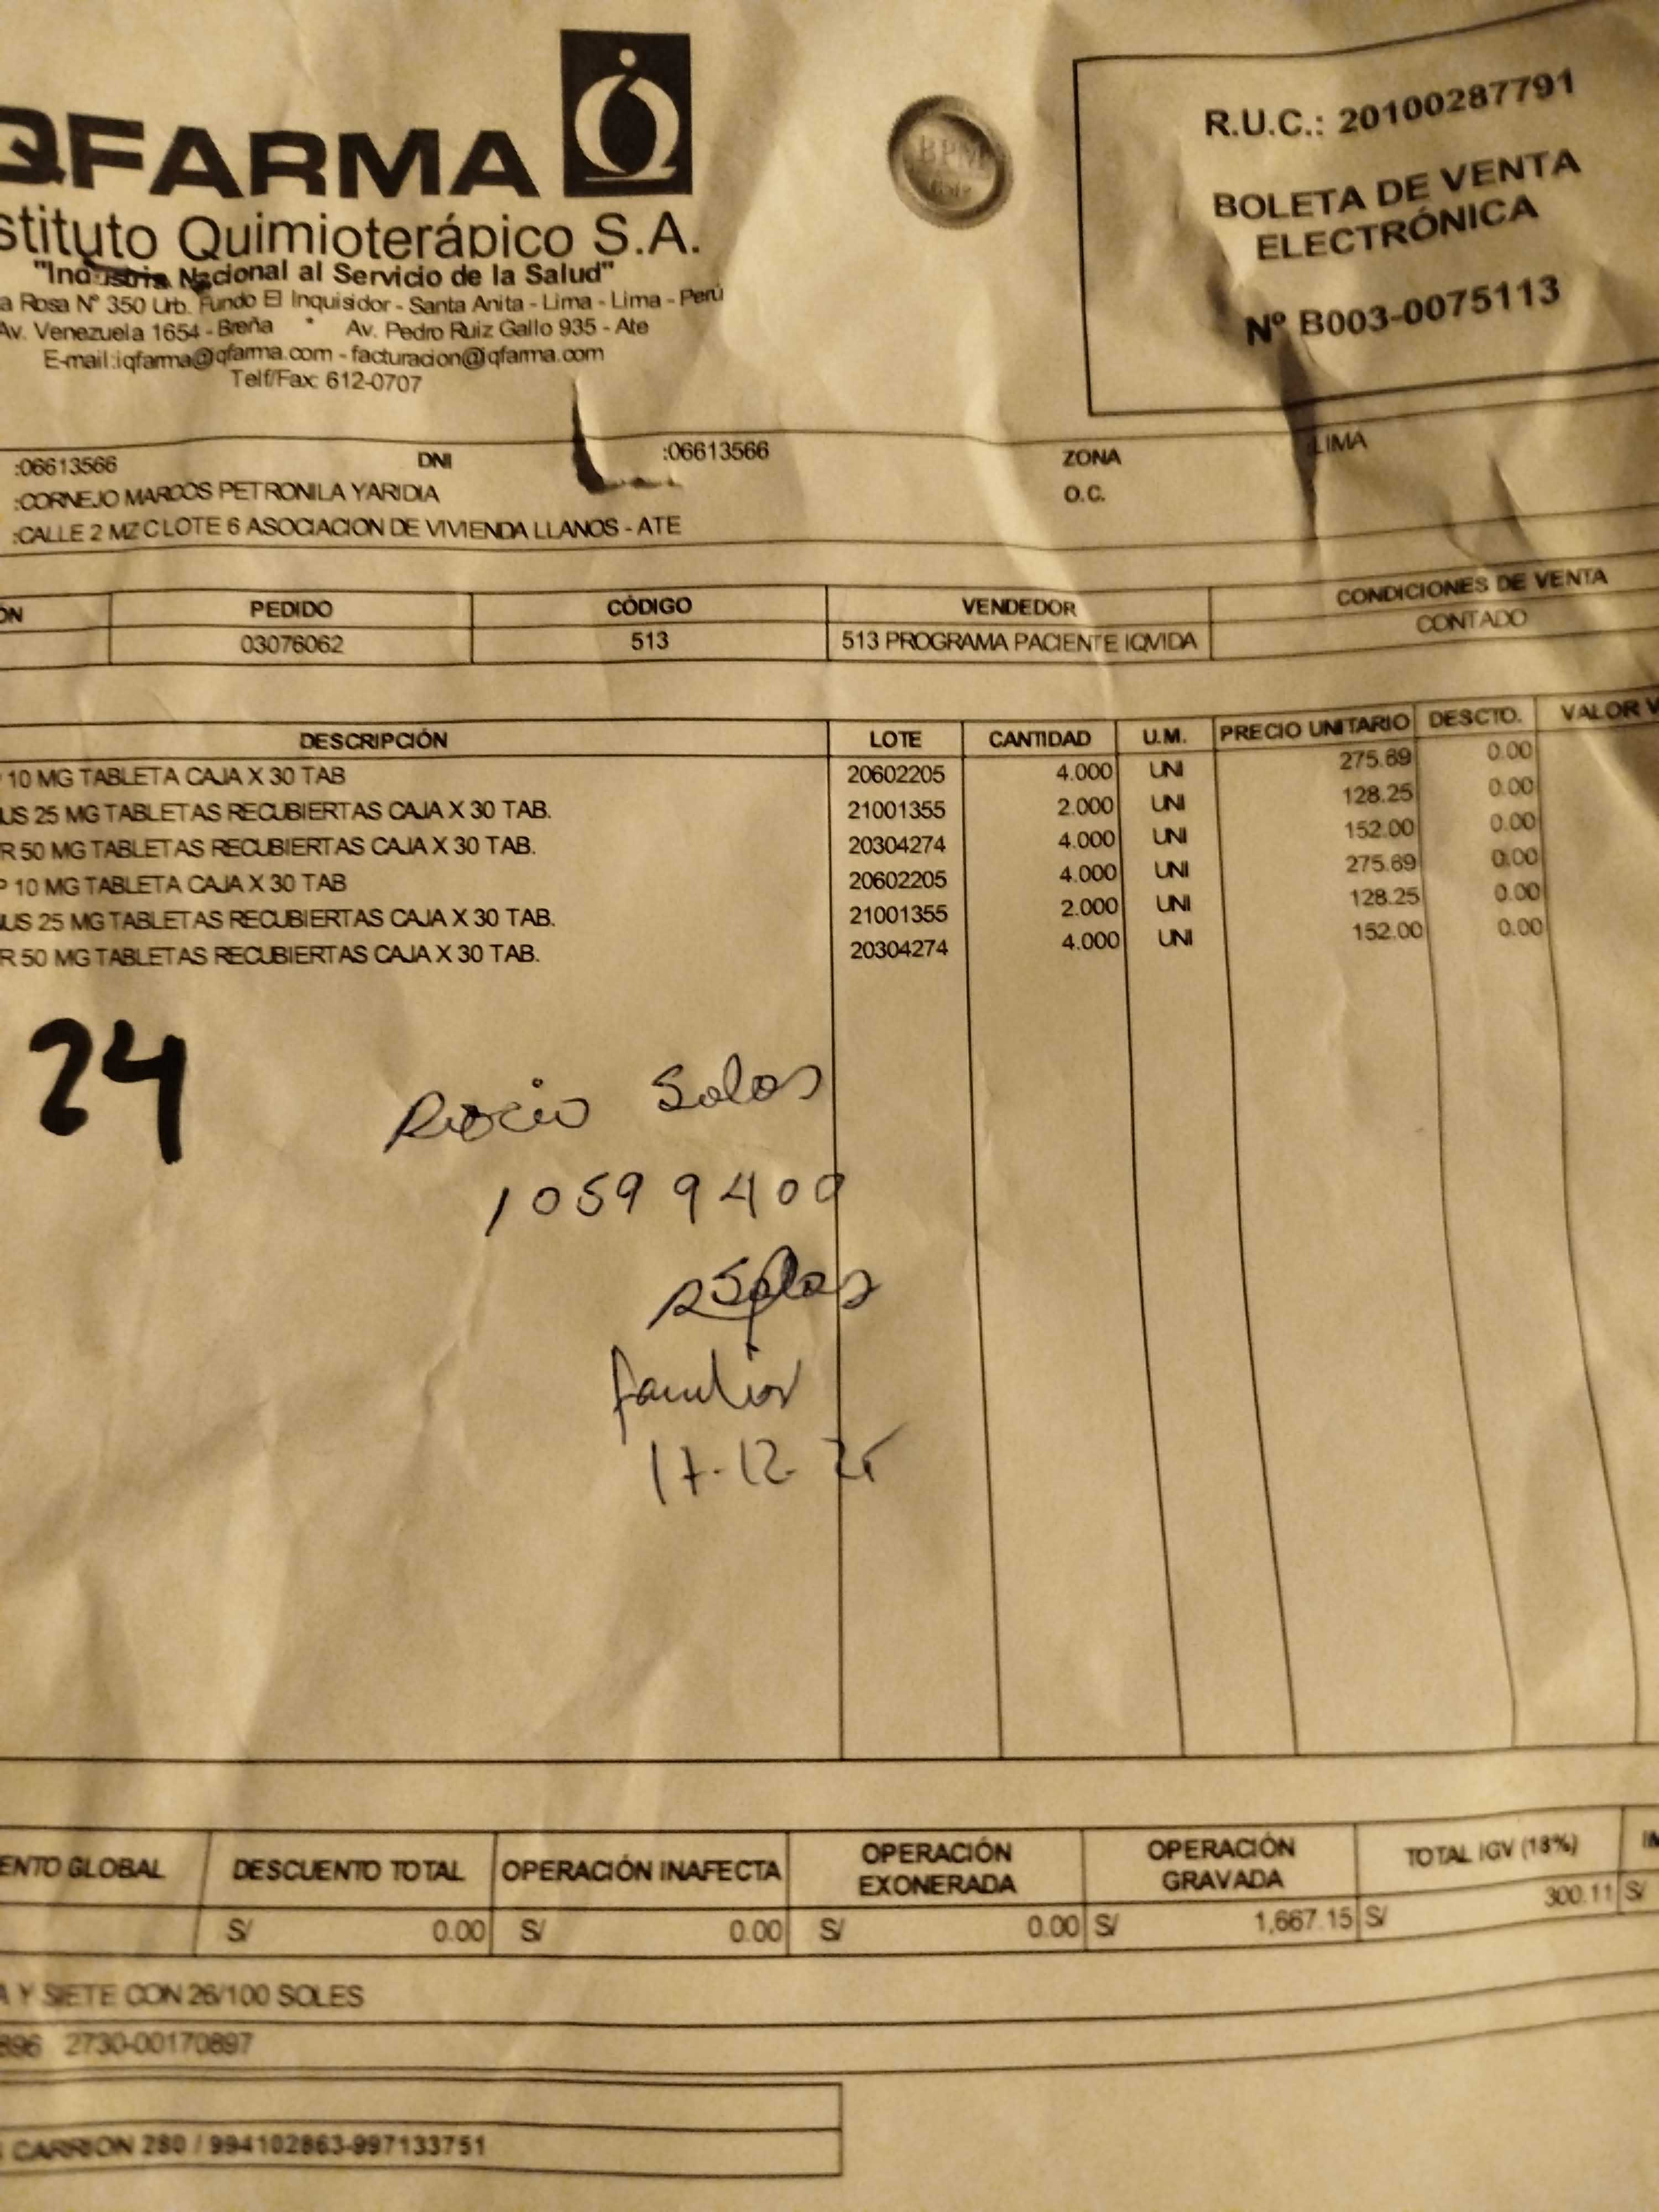 QFARMA
stituto Quimioterápico S.A.
"Industria Nacional al Servicio de la Salud"
a Rosa Nº 350 Urb. Fundo El Inquisidor - Santa Anita - Lima - Lima - Perú
Av. Venezuela 1654 - Breña * Av. Pedro Ruiz Gallo 935 - Ate
E-mail:iqfarma@qfarma.com - facturacion@iqfarma.com
Telf/Fax: 612-0707
BPM
R.U.C.: 20100287791
BOLETA DE VENTA
ELECTRÓNICA
Nº B003-0075113
:06613566 DNI :06613566 ZONA :LIMA
:CORNEJO MARCOS PETRONILA YARIDIA O.C.
:CALLE 2 MZ C LOTE 6 ASOCIACION DE VIVIENDA LLANOS - ATE
ÓN PEDIDO CÓDIGO VENDEDOR CONDICIONES DE VENTA
03076062 513 513 PROGRAMA PACIENTE IQVIDA CONTADO
DESCRIPCIÓN LOTE CANTIDAD U.M. PRECIO UNITARIO DESCTO. VALOR V
10 MG TABLETA CAJA X 30 TAB 20602205 4.000 UNI 275.69 0.00
US 25 MG TABLETAS RECUBIERTAS CAJA X 30 TAB. 21001355 2.000 UNI 128.25 0.00
R 50 MG TABLETAS RECUBIERTAS CAJA X 30 TAB. 20304274 4.000 UNI 152.00 0.00
P 10 MG TABLETA CAJA X 30 TAB 20602205 4.000 UNI 275.69 0.00
US 25 MG TABLETAS RECUBIERTAS CAJA X 30 TAB. 21001355 2.000 UNI 128.25 0.00
R 50 MG TABLETAS RECUBIERTAS CAJA X 30 TAB. 20304274 4.000 UNI 152.00 0.00
24
Rocio Salas
10599400
RSalas
familiar
17-12-25
ENTO GLOBAL DESCUENTO TOTAL OPERACIÓN INAFECTA OPERACIÓN EXONERADA OPERACIÓN GRAVADA TOTAL IGV (18%) IM
S/ 0.00 S/ 0.00 S/ 0.00 S/ 1,667.15 S/ 300.11 S/
A Y SIETE CON 26/100 SOLES
896 2730-00170897
CARRION 280 / 994102863-997133751